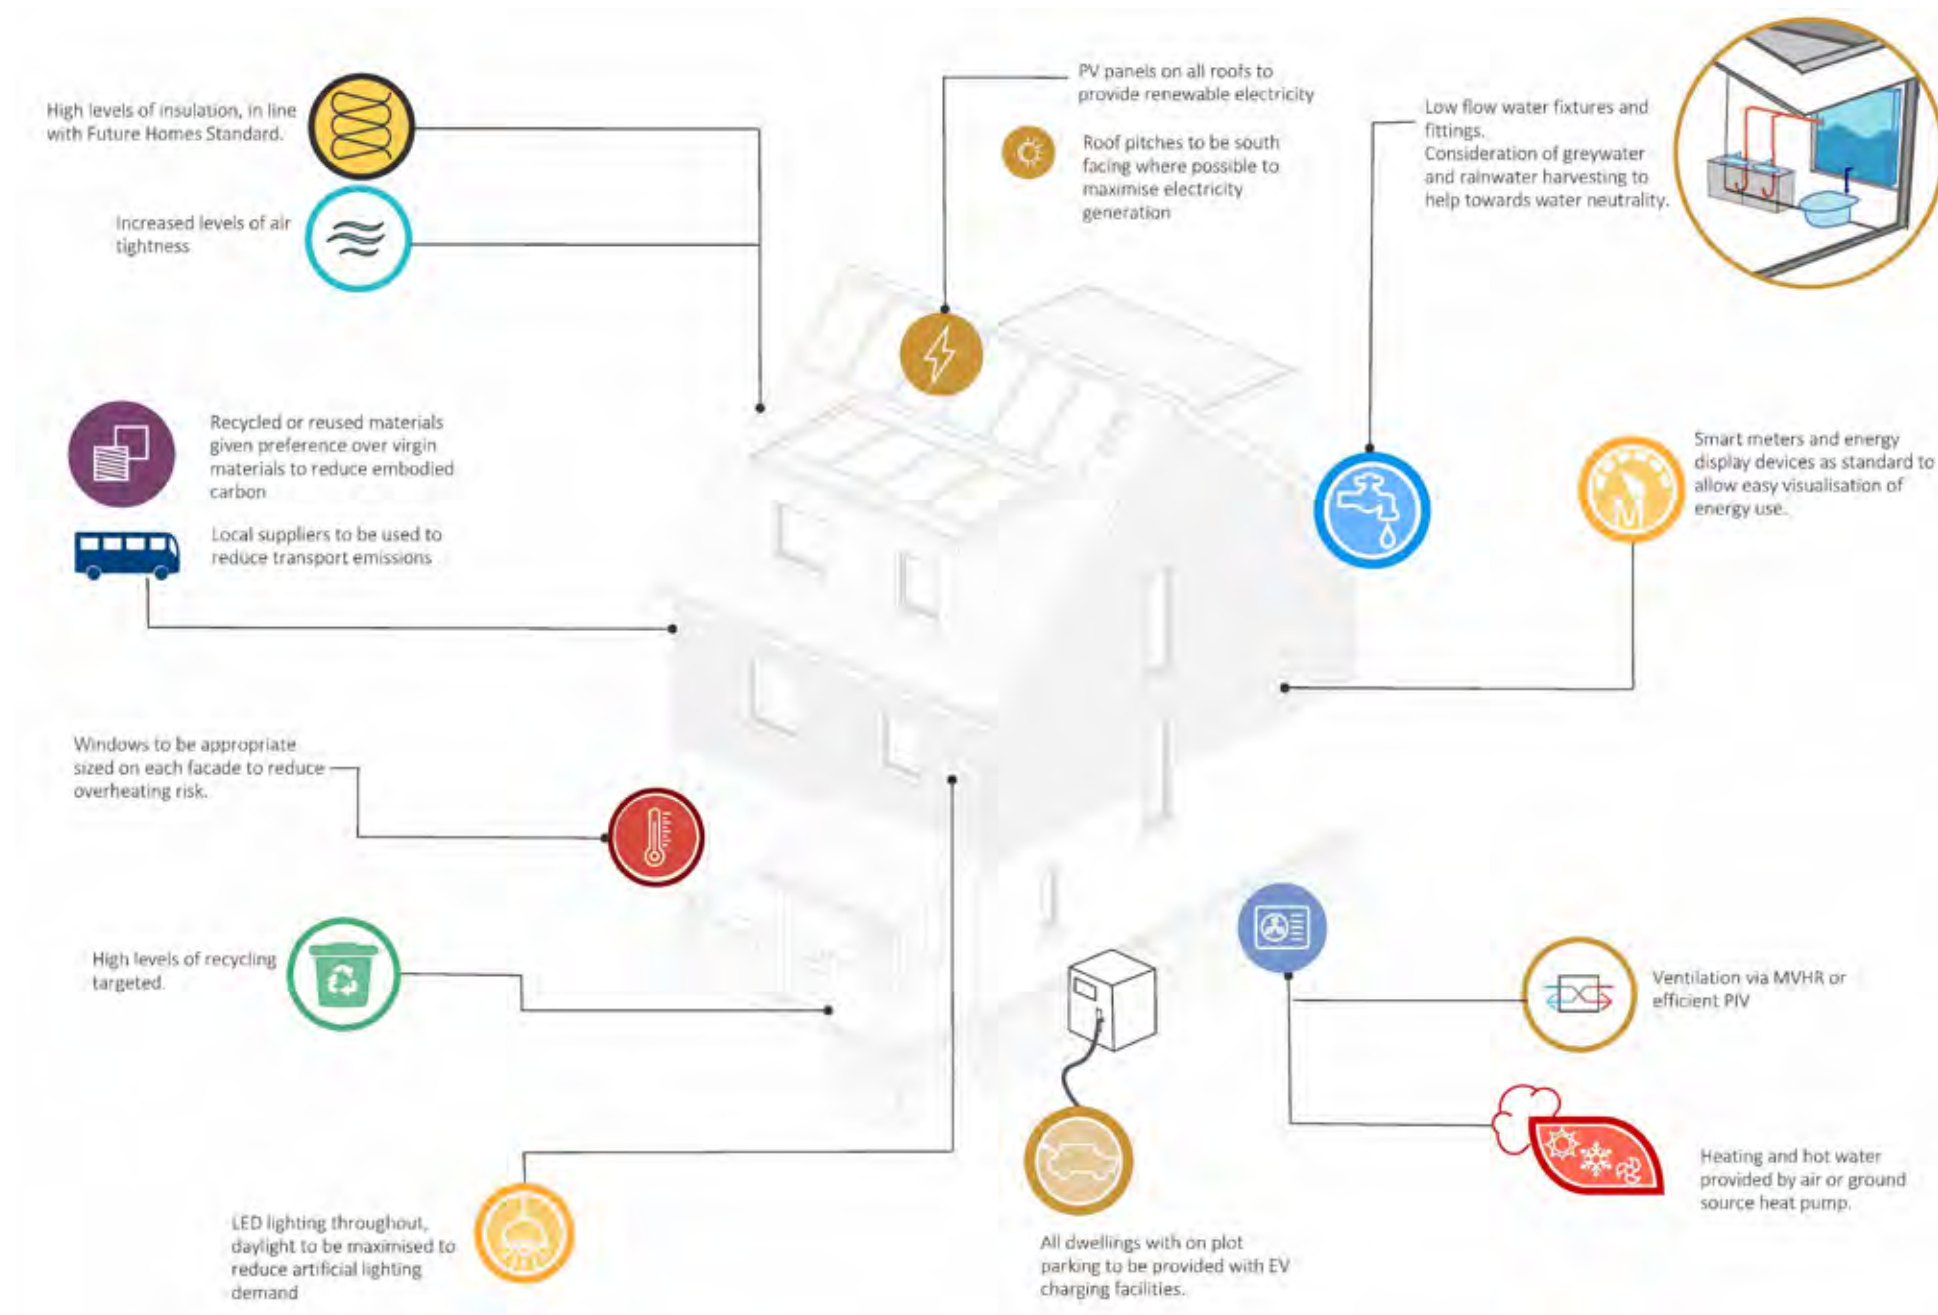 High levels of insulation, in line
with Future Homes Standard.
Increased levels of air
tightness
PV panels on all roofs to
provide renewable electricity
Roof pitches to be south
facing where possible to
maximise electricity
generation
Low flow water fixtures and
fittings.
Consideration of greywater
and rainwater harvesting to
help towards water neutrality.
Recycled or reused materials
given preference over virgin
materials to reduce embodied
carbon
Local suppliers to be used to
reduce transport emissions
Smart meters and energy
display devices as standard to
allow easy visualisation of
energy use.
M
Windows to be appropriate
sized on each facade to reduce
overheating risk.
High levels of recycling
targeted.
Ventilation via MVHR or
efficient PIV
Heating and hot water
provided by air or ground
source heat pump.
LED lighting throughout,
daylight to be maximised to
reduce artificial lighting
demand
All dwellings with on plot
parking to be provided with EV
charging facilities.